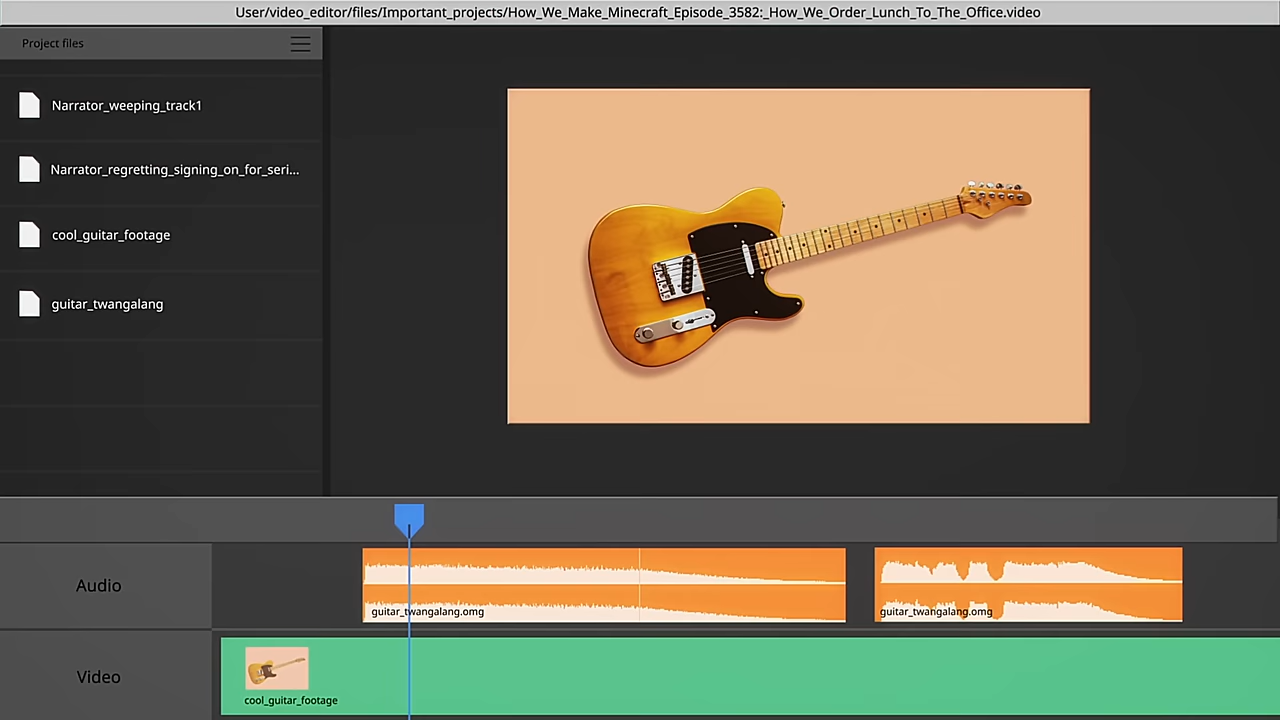 User/video_editor/files/Important_projects/How_We_Make_Minecraft_Episode_3582:_How_We_Order_Lunch_To_The_Office.video
Project files
Narrator_weeping_track1
Narrator_regretting_signing_on_for_seri...
cool_guitar_footage
guitar_twangalang
Audio
guitar_twangalang.omg
guitar_twangalang.omg
Video
cool_guitar_footage